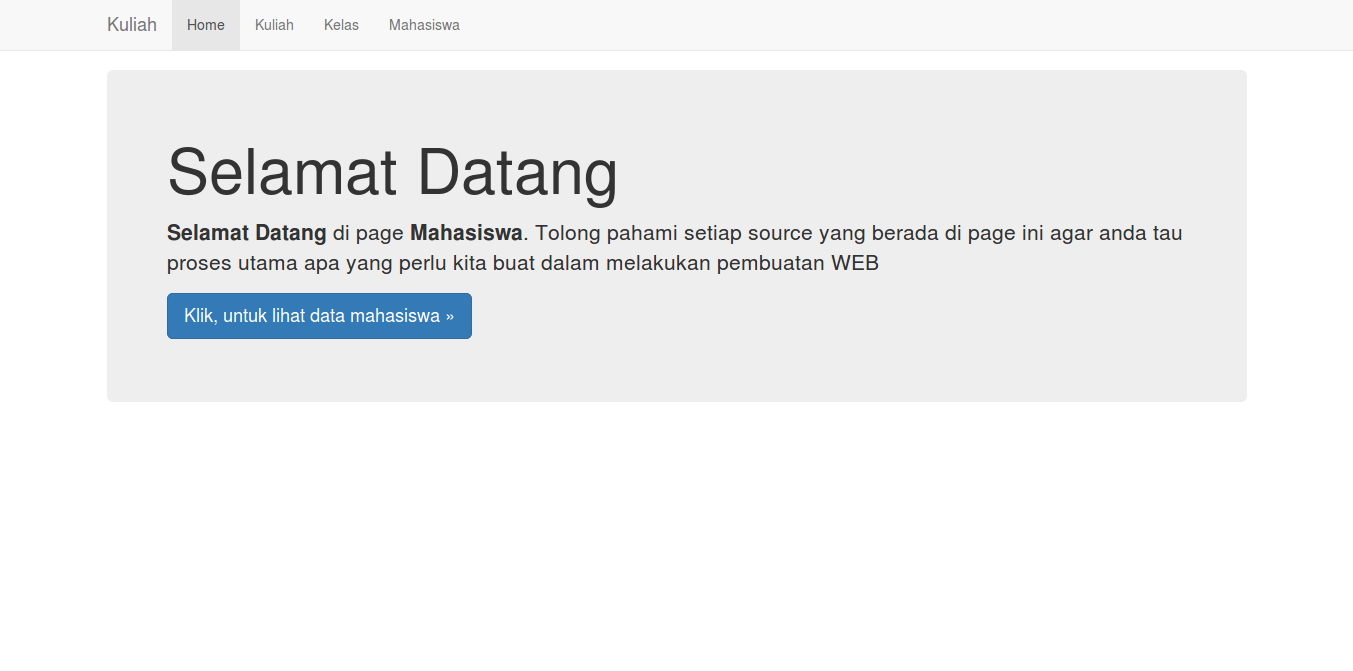 Kuliah Home Kuliah Kelas Mahasiswa
Selamat Datang
Selamat Datang di page Mahasiswa. Tolong pahami setiap source yang berada di page ini agar anda tau
proses utama apa yang perlu kita buat dalam melakukan pembuatan WEB
Klik, untuk lihat data mahasiswa »